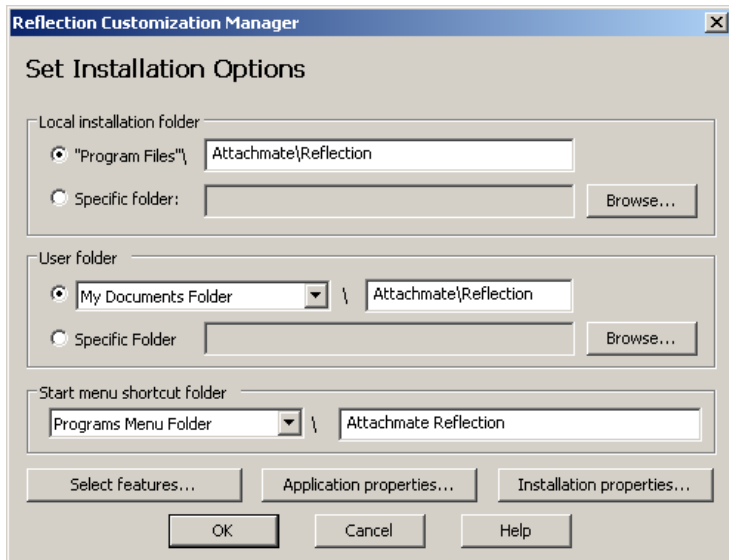 Reflection Customization Manager
Set Installation Options
Local installation folder
"Program Files"\ Attachmate\Reflection
Specific folder: Browse...
User folder
My Documents Folder \ Attachmate\Reflection
Specific Folder Browse...
Start menu shortcut folder
Programs Menu Folder \ Attachmate Reflection
Select features... Application properties... Installation properties...
OK Cancel Help